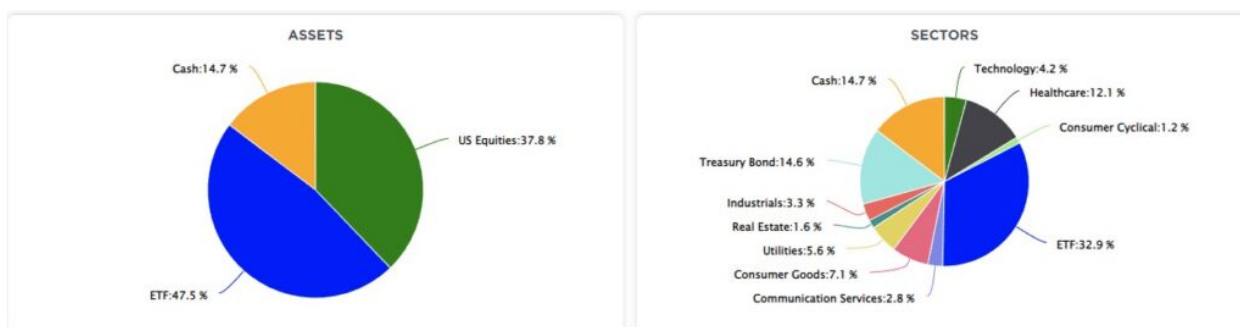 ASSETS
Cash:14.7 %
US Equities:37.8 %
ETF:47.5 %
SECTORS
Technology:4.2 %
Cash:14.7 %
Healthcare:12.1 %
Consumer Cyclical:1.2 %
Treasury Bond:14.6 %
Industrials:3.3 %
Real Estate:1.6 %
Utilities:5.6 %
ETF:32.9 %
Consumer Goods:7.1 %
Communication Services:2.8 %